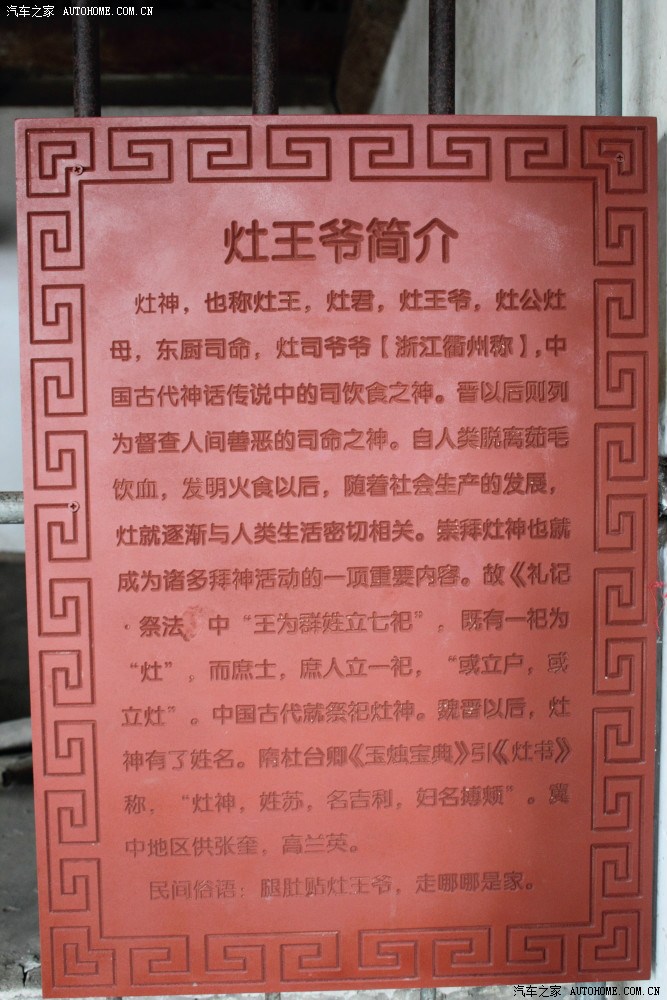 汽车之家 AUTOHOME.COM.CN
灶王爷简介
灶神，也称灶王，灶君，灶王爷，灶公灶
母，东厨司命，灶司爷爷【浙江衢州称】,中
国古代神话传说中的司饮食之神。晋以后则列
为督查人间善恶的司命之神。自人类脱离茹毛
饮血，发明火食以后，随着社会生产的发展，
灶就逐渐与人类生活密切相关。崇拜灶神也就
成为诸多拜神活动的一项重要内容。故《礼记
·祭法 中“王为群姓立七祀”，既有一祀为
“灶”，而庶士，庶人立一祀，“或立户，或
立灶”。中国古代就祭祀灶神。魏晋以后，灶
神有了姓名。隋杜台卿《玉烛宝典》引《灶书》
称，“灶神，姓苏，名吉利，妇名搏颊”。冀
中地区供张奎，高兰英。
民间俗语：腿肚贴灶王爷，走哪哪是家。
汽车之家 AUTOHOME.COM.CN